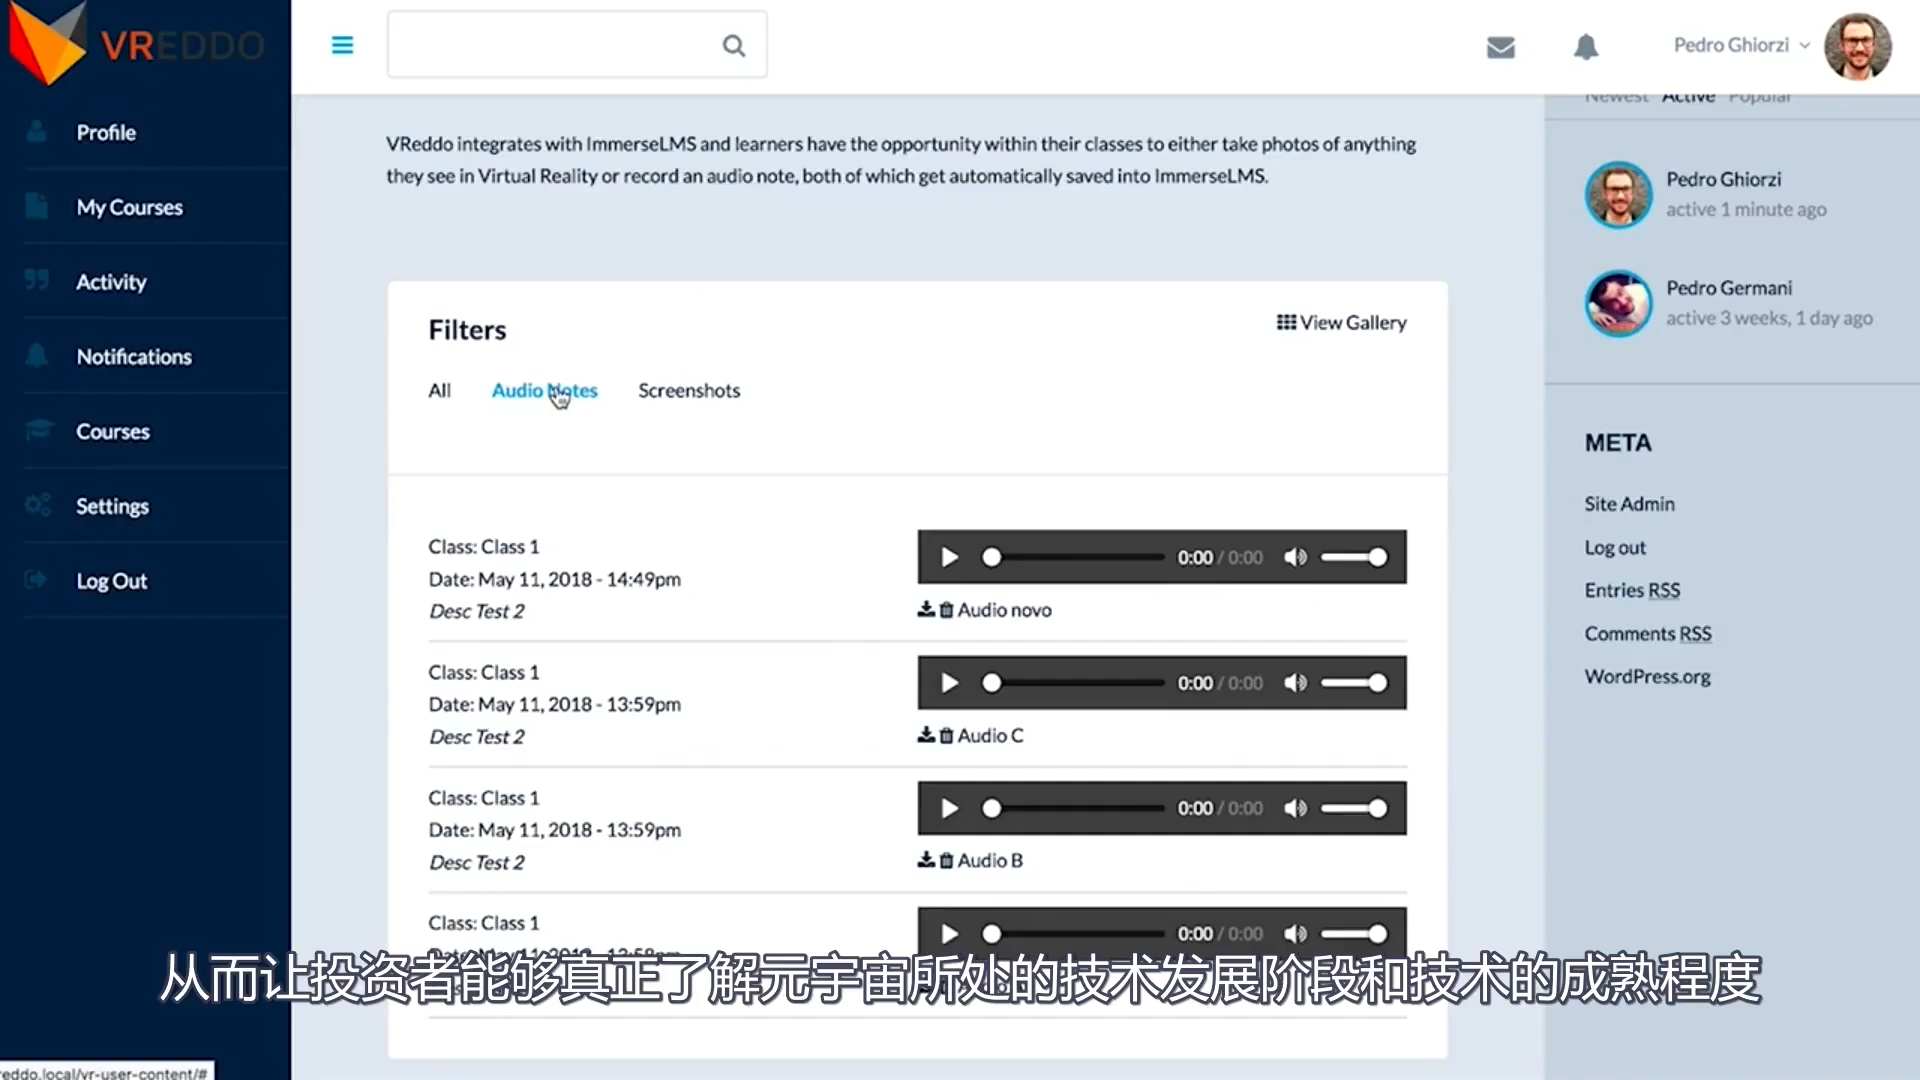 VREDDO
Pedro Ghiorzi
Profile
My Courses
Activity
Notifications
Courses
Settings
Log Out
VReddo integrates with ImmerseLMS and learners have the opportunity within their classes to either take photos of anything
they see in Virtual Reality or record an audio note, both of which get automatically saved into ImmerseLMS.
Filters
View Gallery
All Audio Notes Screenshots
Class: Class 1
Date: May 11, 2018 - 14:49pm
Desc Test 2
0:00 / 0:00
Audio novo
Class: Class 1
Date: May 11, 2018 - 13:59pm
Desc Test 2
0:00 / 0:00
Audio C
Class: Class 1
Date: May 11, 2018 - 13:59pm
Desc Test 2
0:00 / 0:00
Audio B
Class: Class 1
0:00 / 0:00
Newest Active Popular
Pedro Ghiorzi
active 1 minute ago
Pedro Germani
active 3 weeks, 1 day ago
META
Site Admin
Log out
Entries RSS
Comments RSS
WordPress.org
从而让投资者能够真正了解元宇宙所处的技术发展阶段和技术的成熟程度
reddo.local/vr-user-content/#